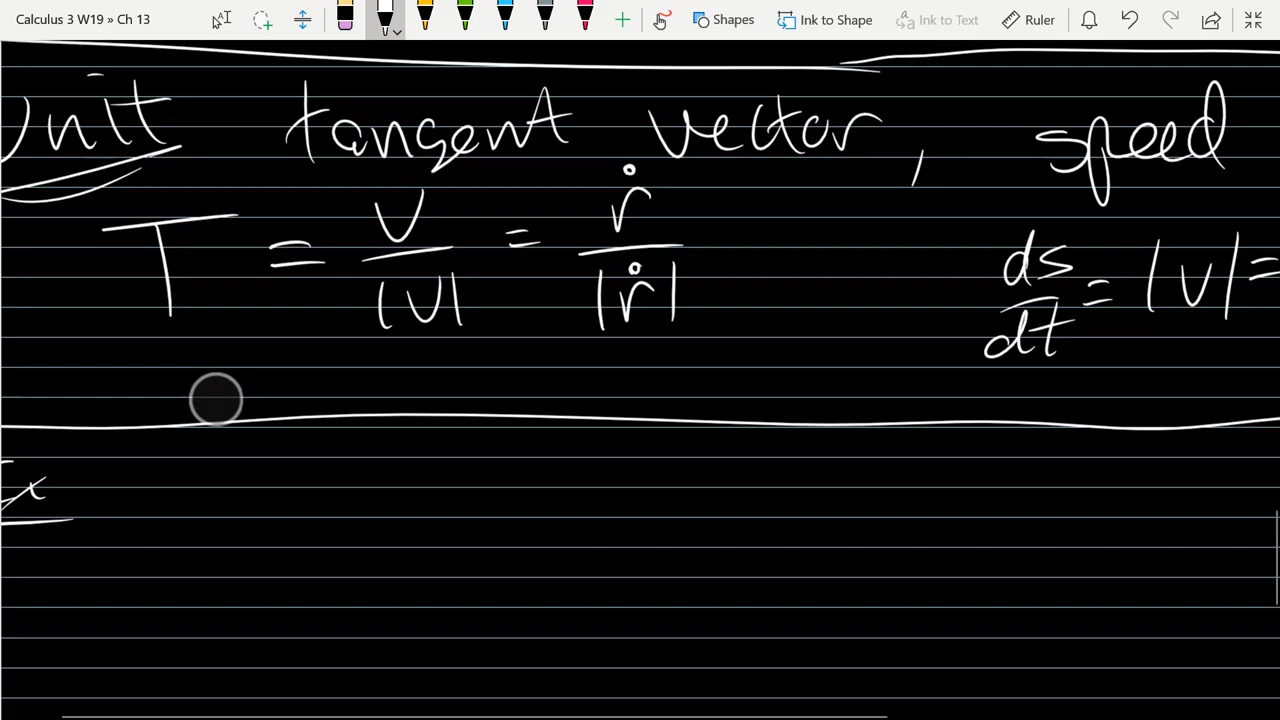 Calculus 3 W19 » Ch 13
Shapes Ink to Shape Ink to Text Ruler
Unit tangent vector, speed
T = v/|v| = ṙ/|ṙ| ds/dt = |v| =
Ex